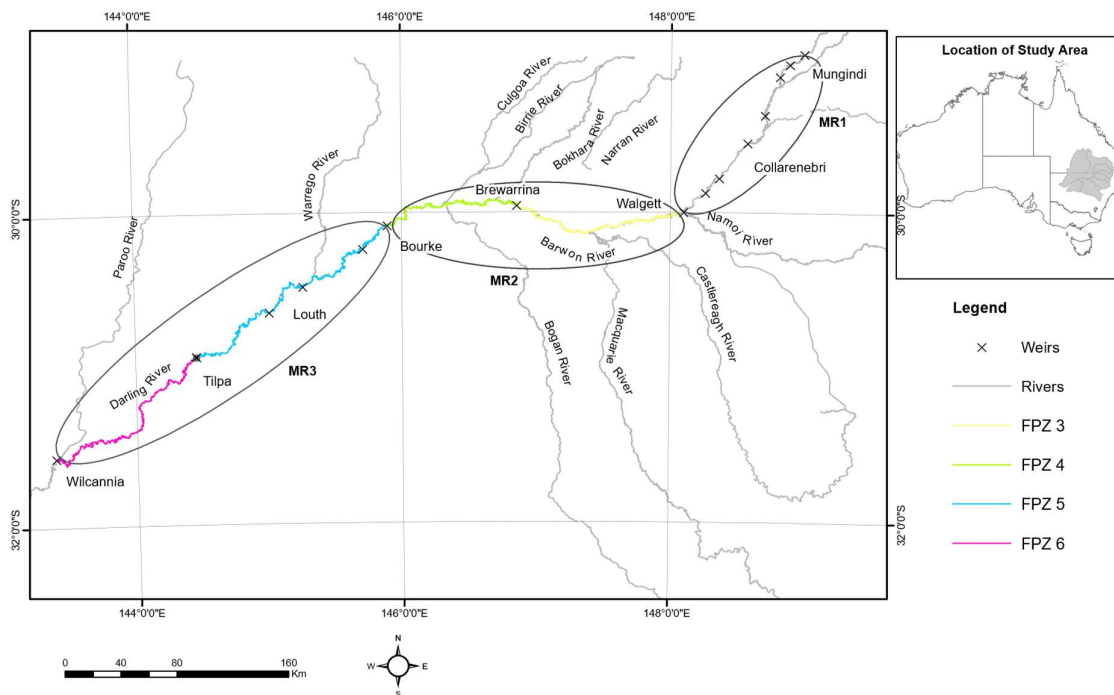 144°0'0"E
146°0'0"E
148°0'0"E
Location of Study Area
Mungindi
MR1
Collarenebri
Culgoa River
Birrie River
Bokhara River
Narran River
Warrego River
Paroo River
Brewarrina
Walgett
30°0'0"S
30°0'0"S
Namoi River
Barwon River
Bourke
MR2
Castlereagh River
Macquarie River
Bogan River
Louth
MR3
Tilpa
Darling River
Wilcannia
32°0'0"S
32°0'0"S
144°0'0"E
146°0'0"E
148°0'0"E
Legend
Weirs
Rivers
FPZ 3
FPZ 4
FPZ 5
FPZ 6
0 40 80 160
Km
N
W E
S